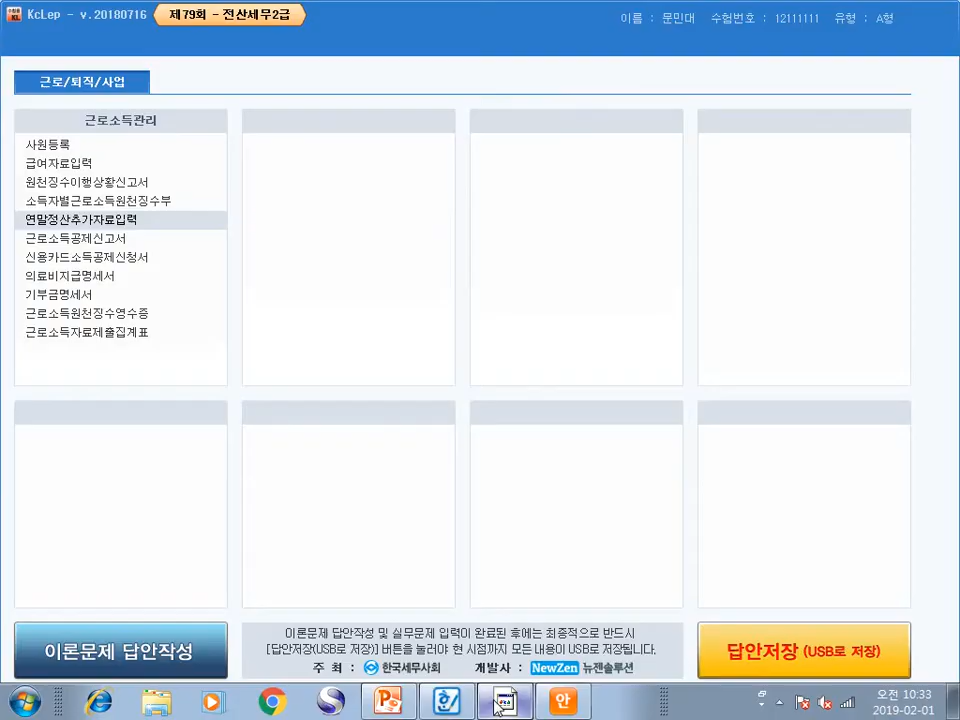 KcLep - v.20180716 제79회 - 전산세무2급 이름 : 문민대 수험번호 : 12111111 유형 : A형
근로/퇴직/사업
근로소득관리
사원등록
급여자료입력
원천징수이행상황신고서
소득자별근로소득원천징수부
연말정산추가자료입력
근로소득공제신고서
신용카드소득공제신청서
의료비지급명세서
기부금명세서
근로소득원천징수영수증
근로소득자료제출집계표
이론문제 답안작성
이론문제 답안작성 및 실무문제 입력이 완료된 후에는 최종적으로 반드시
[답안저장(USB로 저장)] 버튼을 눌러야 현 시점까지 모든 내용이 USB로 저장됩니다.
주 최 : 한국세무사회 개발사 : NewZen 뉴젠솔루션
답안저장 (USB로 저장)
안
오전 10:33
2019-02-01